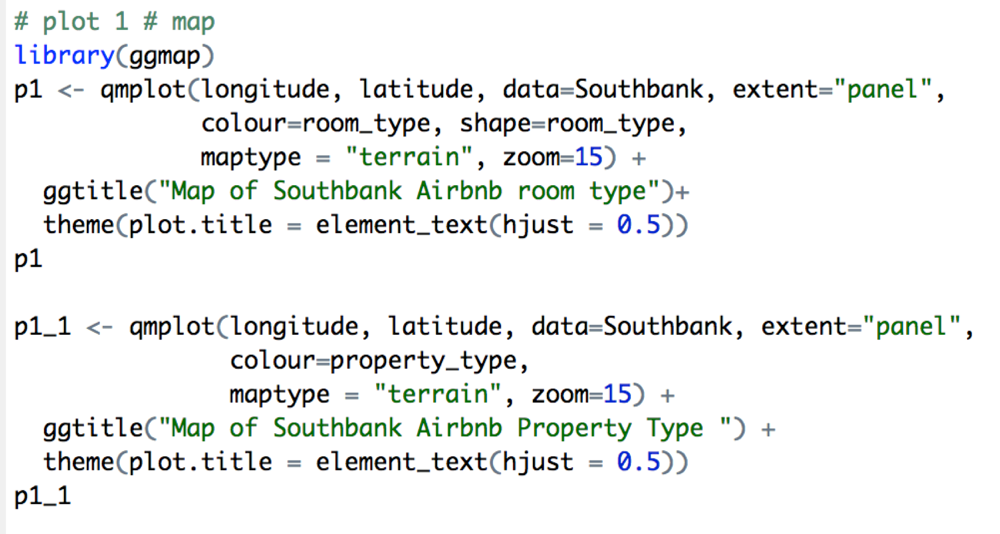 # plot 1 # map
library(ggmap)
p1 <- qmplot(longitude, latitude, data=Southbank, extent="panel",
             colour=room_type, shape=room_type,
             maptype = "terrain", zoom=15) +
  ggtitle("Map of Southbank Airbnb room type")+
  theme(plot.title = element_text(hjust = 0.5))
p1

p1_1 <- qmplot(longitude, latitude, data=Southbank, extent="panel",
               colour=property_type,
               maptype = "terrain", zoom=15) +
  ggtitle("Map of Southbank Airbnb Property Type ") +
  theme(plot.title = element_text(hjust = 0.5))
p1_1